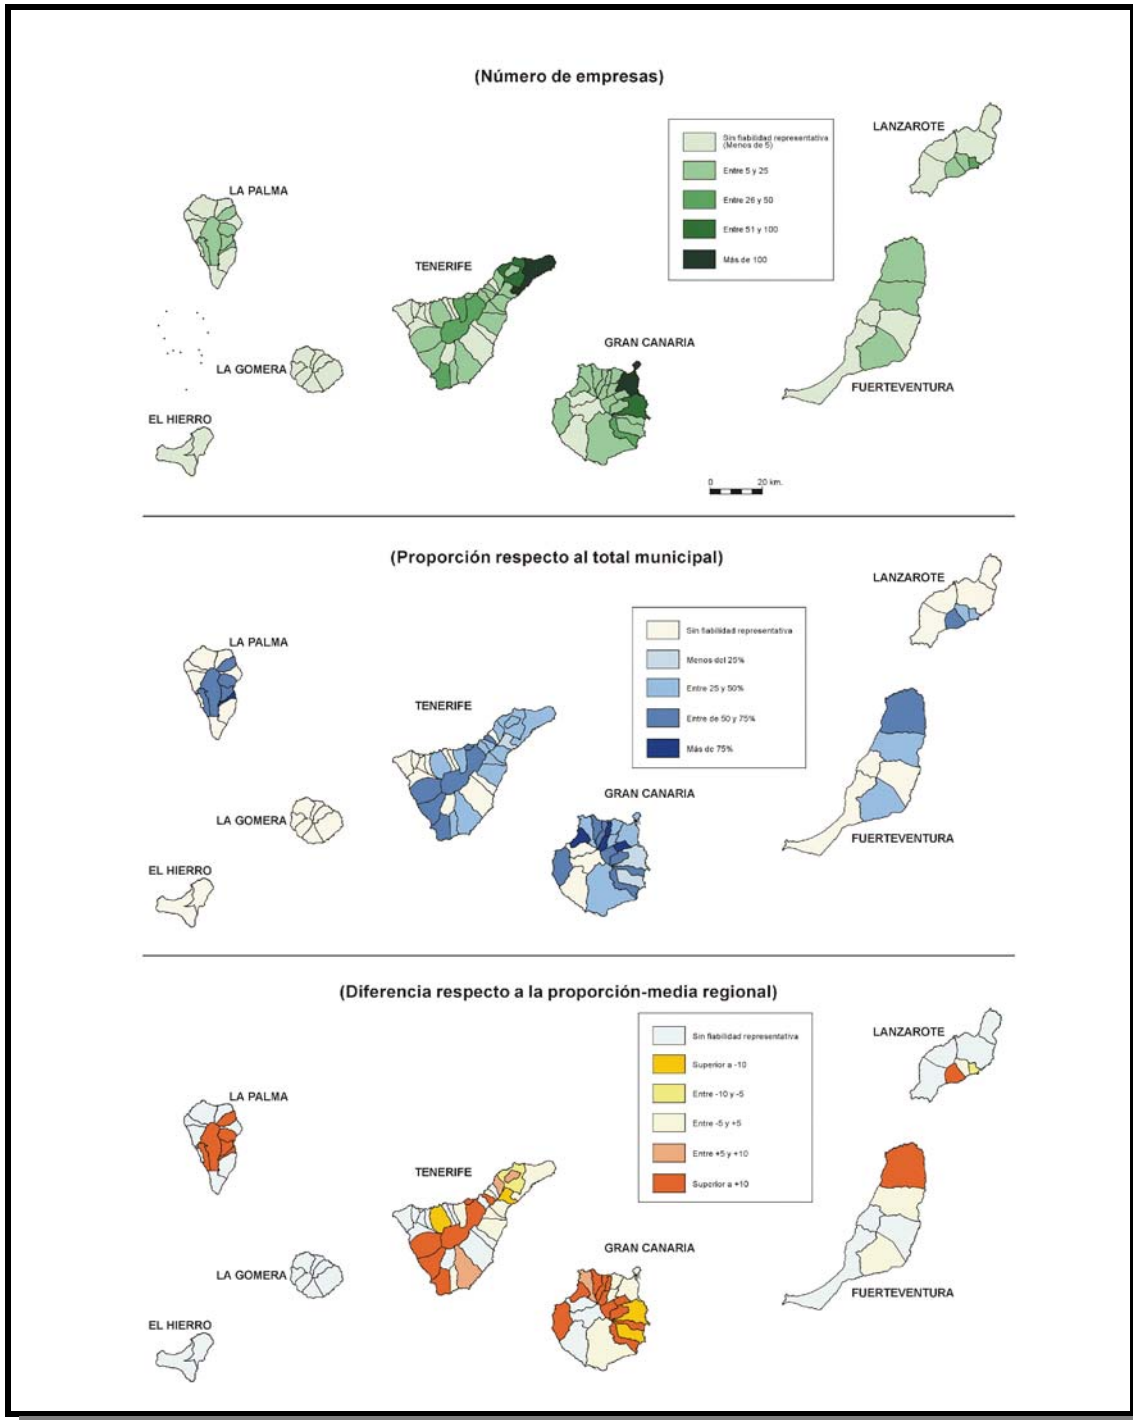 (Número de empresas)
LANZAROTE
Sin fiabilidad representativa
(Menos de 5)
Entre 5 y 25
Entre 26 y 50
Entre 51 y 100
Más de 100
LA PALMA
TENERIFE
GRAN CANARIA
LA GOMERA
FUERTEVENTURA
EL HIERRO
0 20 km.
(Proporción respecto al total municipal)
LANZAROTE
Sin fiabilidad representativa
Menos del 25%
Entre 25 y 50%
Entre de 50 y 75%
Más de 75%
LA PALMA
TENERIFE
GRAN CANARIA
LA GOMERA
FUERTEVENTURA
EL HIERRO
(Diferencia respecto a la proporción-media regional)
LANZAROTE
Sin fiabilidad representativa
Superior a -10
Entre -10 y -5
Entre -5 y +5
Entre +5 y +10
Superior a +10
LA PALMA
TENERIFE
GRAN CANARIA
LA GOMERA
FUERTEVENTURA
EL HIERRO